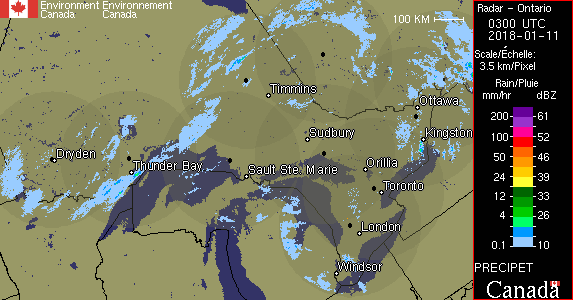 Environment Environnement
Canada Canada
100 KM
Timmins
Ottawa
Sudbury
Kingston
Dryden
Thunder Bay
Sault Ste. Marie
Orillia
Toronto
London
Windsor
Radar - Ontario
0300 UTC
2018-01-11
Scale/Échelle:
3.5 km/Pixel
Rain/Pluie
mm/hr dBZ
200 61
100 52
50 46
24 39
12 33
4 26
0.1 10
PRECIPET
Canada